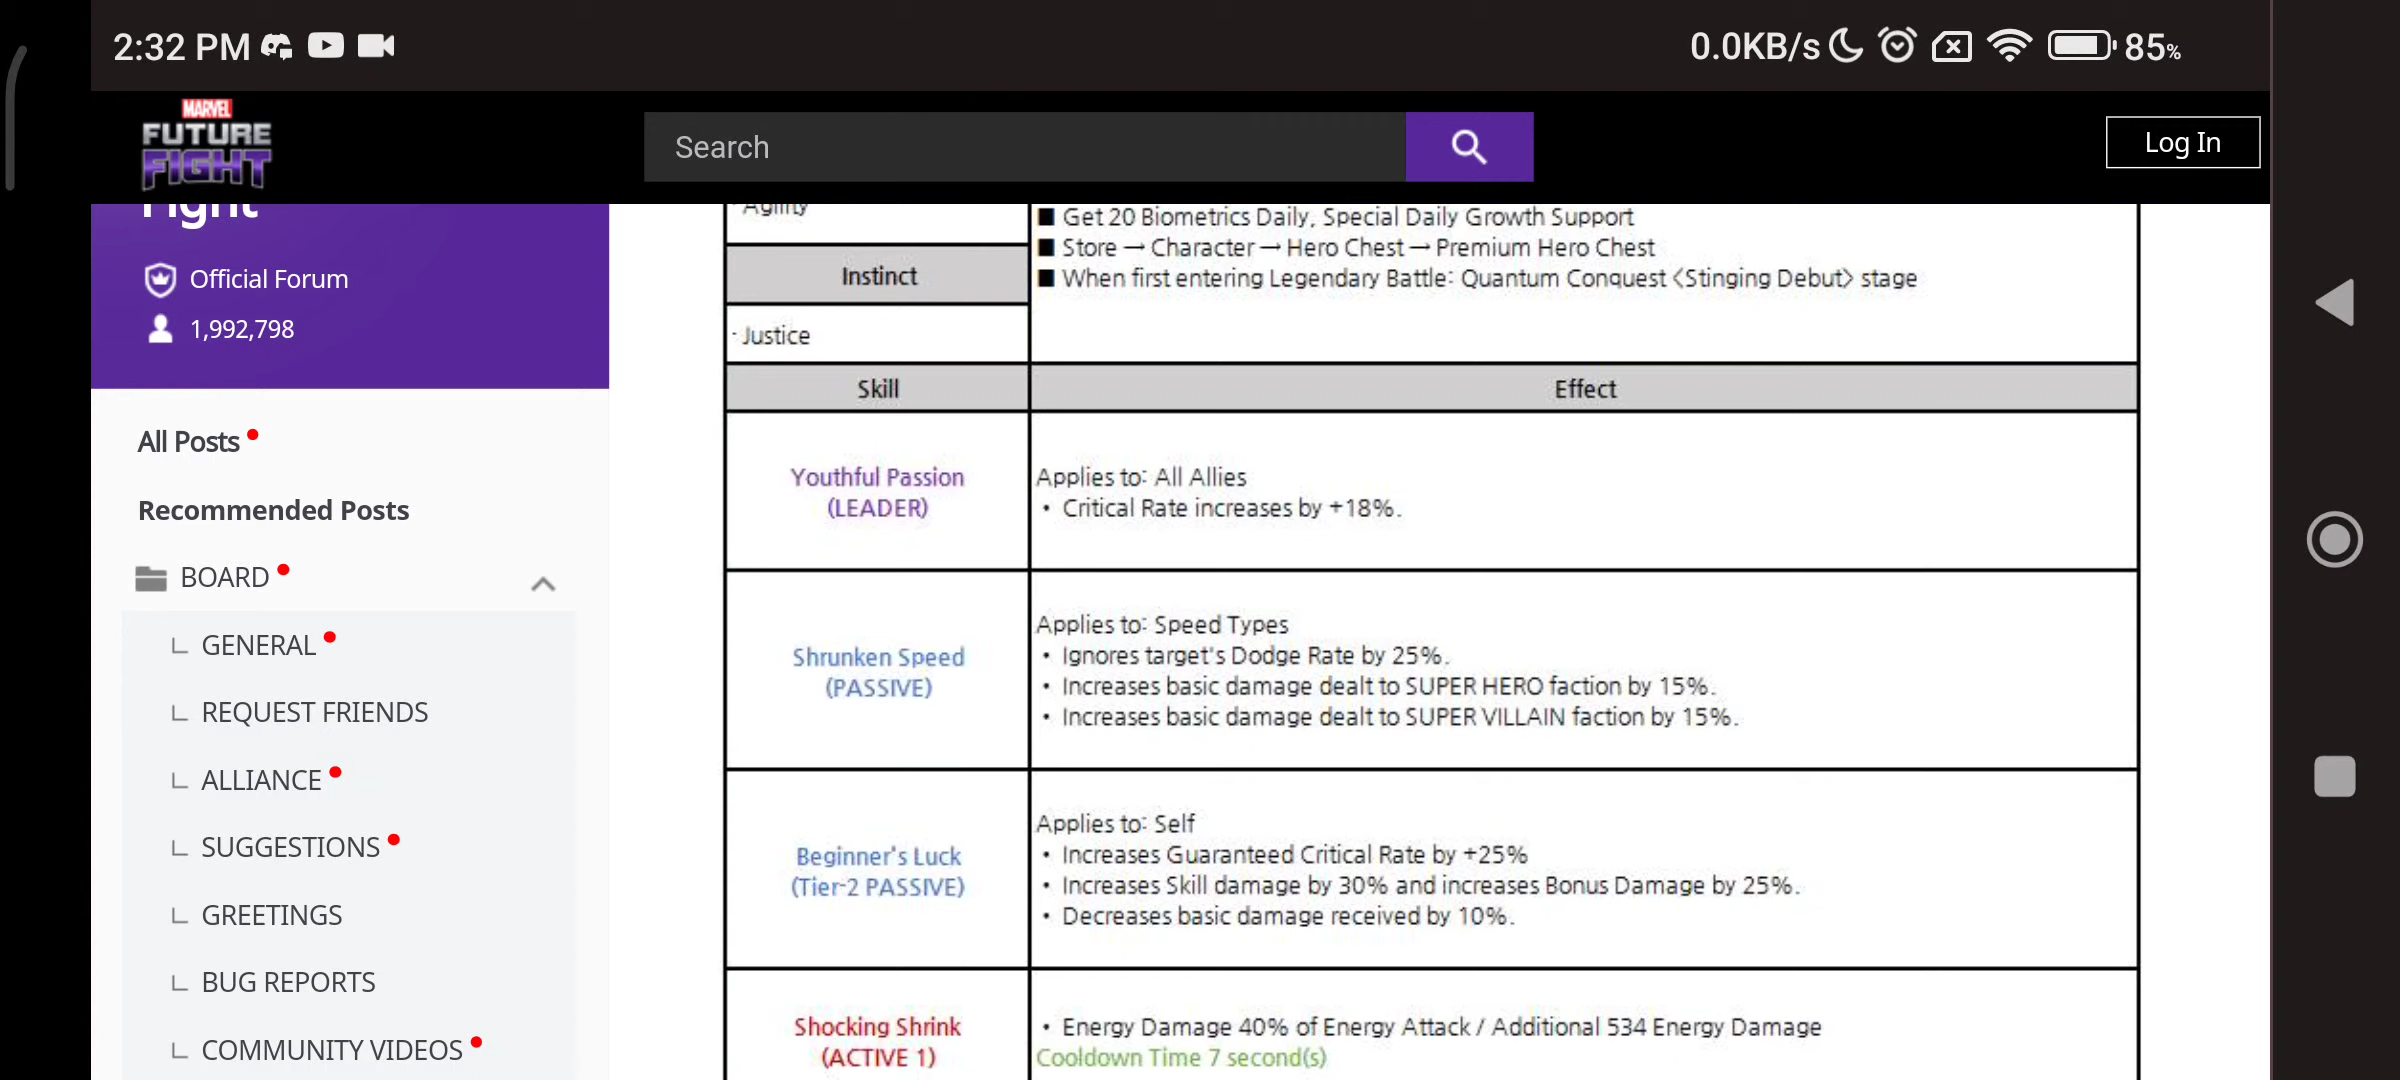 2:32 PM
0.0KB/s
85%
MARVEL
FUTURE
FIGHT
Search
Log In
Fight
Official Forum
1,992,798
All Posts
Recommended Posts
BOARD
GENERAL
REQUEST FRIENDS
ALLIANCE
SUGGESTIONS
GREETINGS
BUG REPORTS
COMMUNITY VIDEOS
· Agility
■ Get 20 Biometrics Daily, Special Daily Growth Support
■ Store → Character → Hero Chest → Premium Hero Chest
■ When first entering Legendary Battle: Quantum Conquest <Stinging Debut> stage
Instinct
· Justice
Skill
Effect
Youthful Passion
(LEADER)
Applies to: All Allies
• Critical Rate increases by +18%.
Shrunken Speed
(PASSIVE)
Applies to: Speed Types
• Ignores target's Dodge Rate by 25%.
• Increases basic damage dealt to SUPER HERO faction by 15%.
• Increases basic damage dealt to SUPER VILLAIN faction by 15%.
Beginner's Luck
(Tier-2 PASSIVE)
Applies to: Self
• Increases Guaranteed Critical Rate by +25%
• Increases Skill damage by 30% and increases Bonus Damage by 25%.
• Decreases basic damage received by 10%.
Shocking Shrink
(ACTIVE 1)
• Energy Damage 40% of Energy Attack / Additional 534 Energy Damage
Cooldown Time 7 second(s)